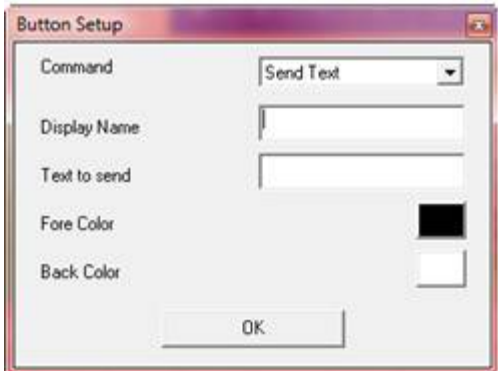 Button Setup
Command
Send Text
Display Name
Text to send
Fore Color
Back Color
OK